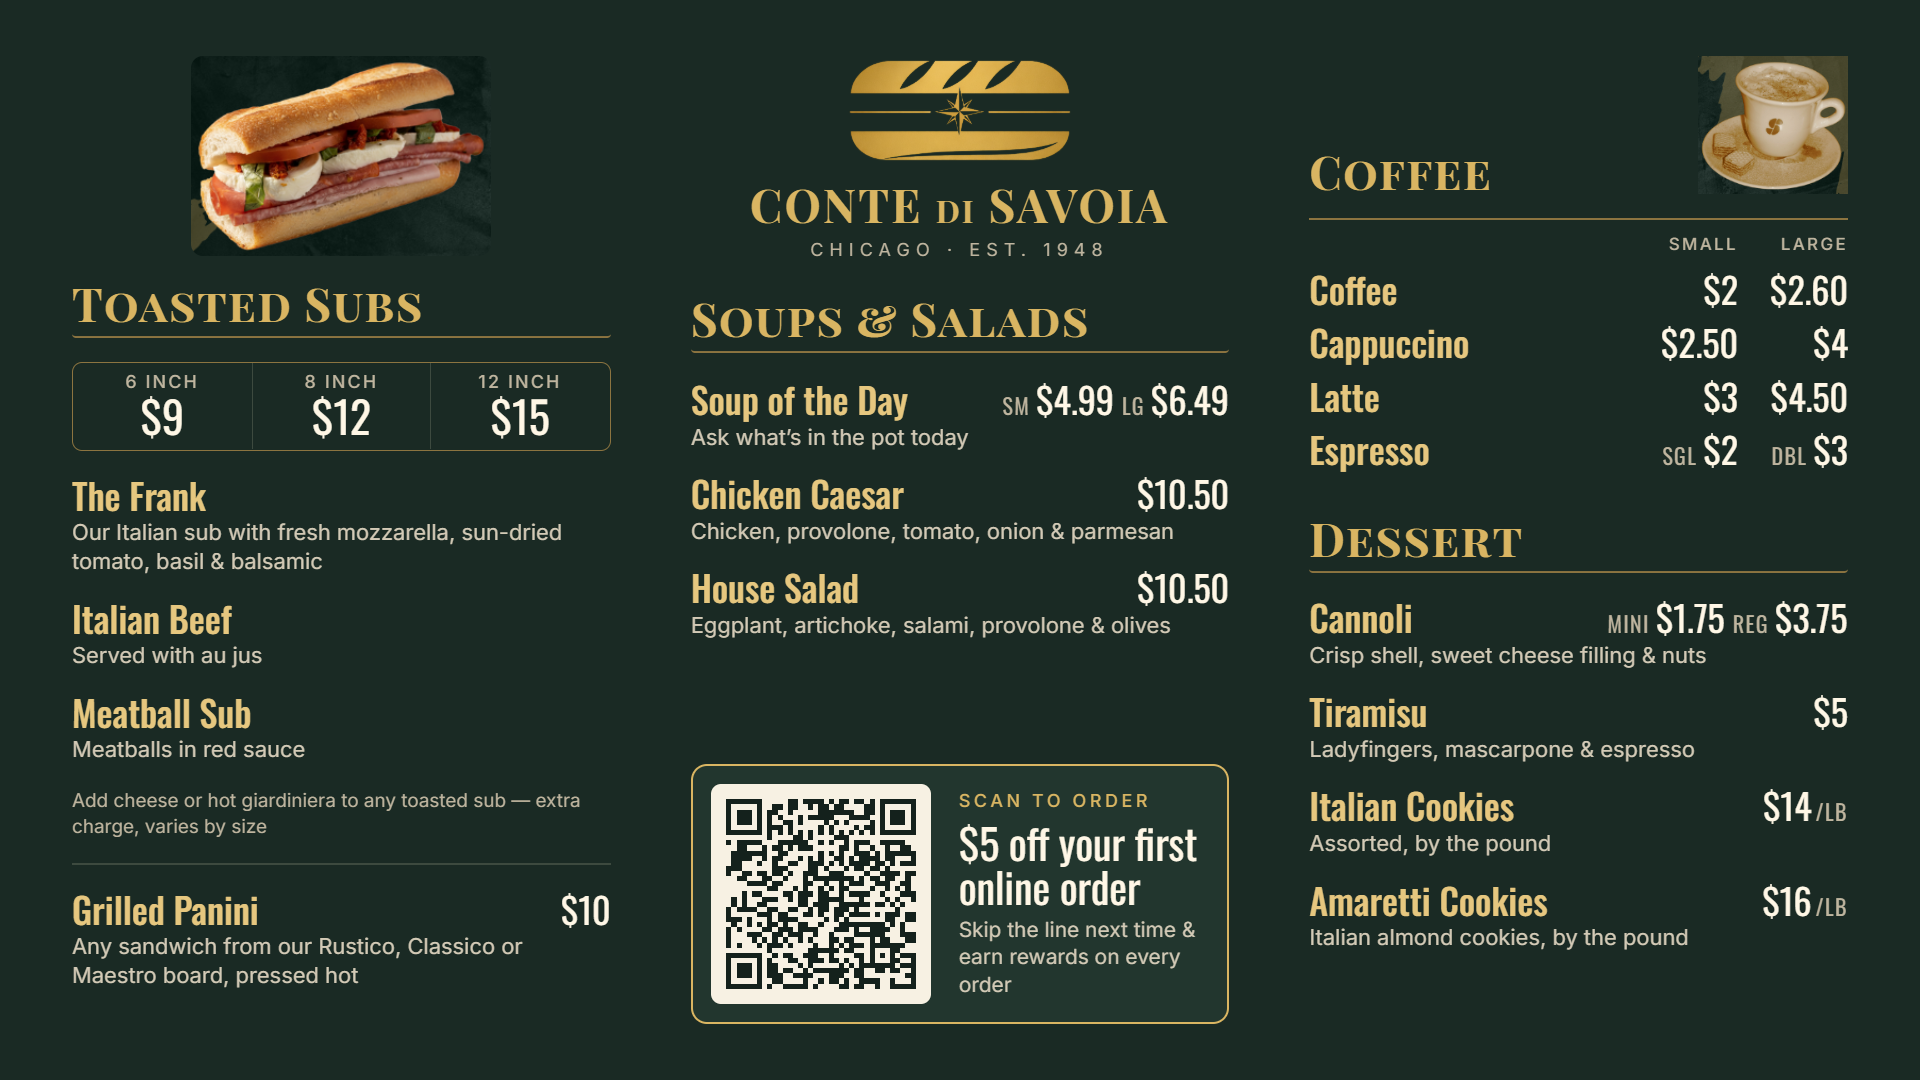 TOASTED SUBS
6 INCH 8 INCH 12 INCH
$9 $12 $15
The Frank
Our Italian sub with fresh mozzarella, sun-dried
tomato, basil & balsamic
Italian Beef
Served with au jus
Meatball Sub
Meatballs in red sauce
Add cheese or hot giardiniera to any toasted sub — extra
charge, varies by size
Grilled Panini $10
Any sandwich from our Rustico, Classico or
Maestro board, pressed hot
CONTE DI SAVOIA
CHICAGO · EST. 1948
SOUPS & SALADS
Soup of the Day SM $4.99 LG $6.49
Ask what’s in the pot today
Chicken Caesar $10.50
Chicken, provolone, tomato, onion & parmesan
House Salad $10.50
Eggplant, artichoke, salami, provolone & olives
SCAN TO ORDER
$5 off your first
online order
Skip the line next time &
earn rewards on every
order
S
COFFEE
SMALL LARGE
Coffee $2 $2.60
Cappuccino $2.50 $4
Latte $3 $4.50
Espresso SGL $2 DBL $3
DESSERT
Cannoli MINI $1.75 REG $3.75
Crisp shell, sweet cheese filling & nuts
Tiramisu $5
Ladyfingers, mascarpone & espresso
Italian Cookies $14 /LB
Assorted, by the pound
Amaretti Cookies $16 /LB
Italian almond cookies, by the pound